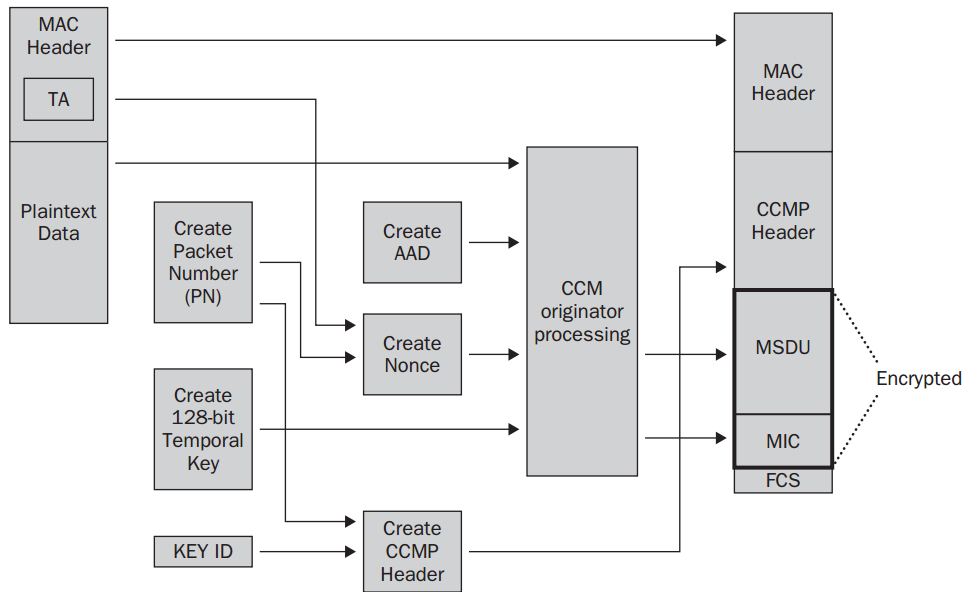 MAC
Header
TA
Plaintext
Data
Create
Packet
Number
(PN)
Create
128-bit
Temporal
Key
KEY ID
Create
AAD
Create
Nonce
Create
CCMP
Header
CCM
originator
processing
MAC
Header
CCMP
Header
MSDU
MIC
FCS
Encrypted